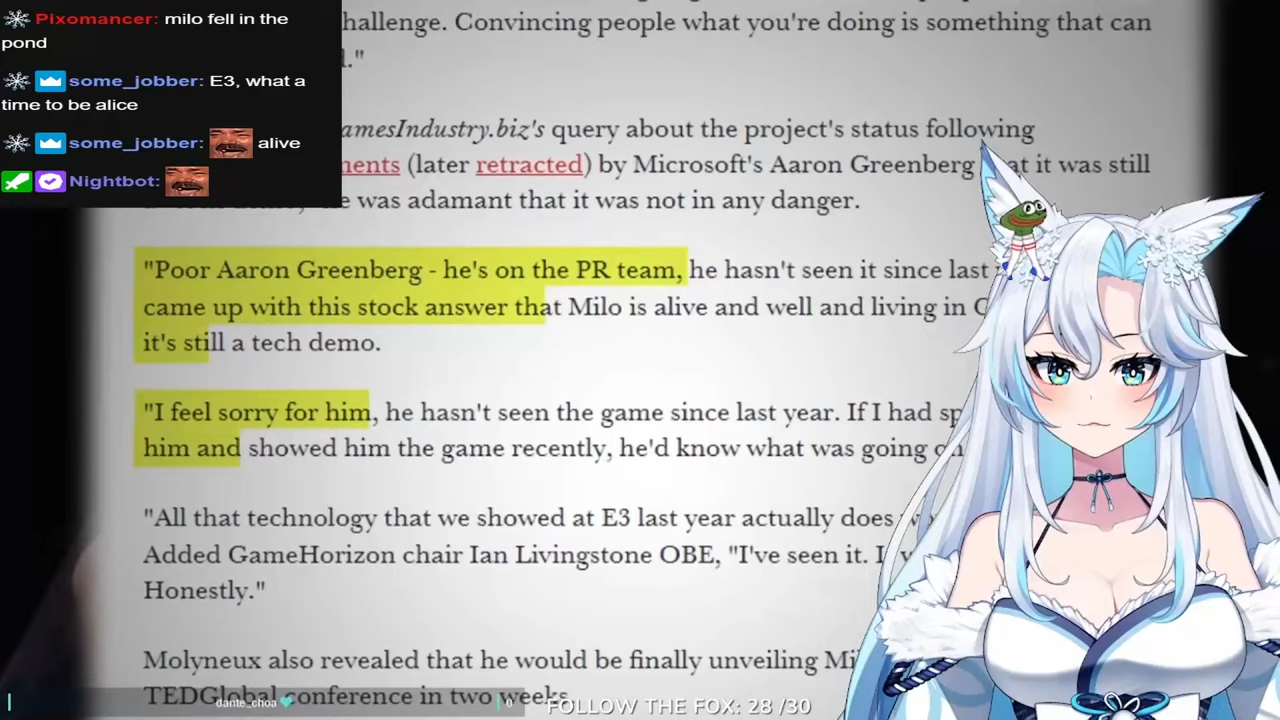 Pixomancer: milo fell in the
pond
some_jobber: E3, what a
time to be alice
some_jobber: alive
Nightbot:
hallenge. Convincing people what you're doing is something that can
amesIndustry.biz's query about the project's status following
ments (later retracted) by Microsoft's Aaron Greenberg it was still
was adamant that it was not in any danger.
"Poor Aaron Greenberg - he's on the PR team, he hasn't seen it since last
came up with this stock answer that Milo is alive and well and living in
it's still a tech demo.
"I feel sorry for him, he hasn't seen the game since last year. If I had
him and showed him the game recently, he'd know what was going
"All that technology that we showed at E3 last year actually does
Added GameHorizon chair Ian Livingstone OBE, "I've seen it.
Honestly."
Molyneux also revealed that he would be finally unveiling
TEDGlobal conference in two weeks
dante_choa
0
FOLLOW THE FOX: 28 /30